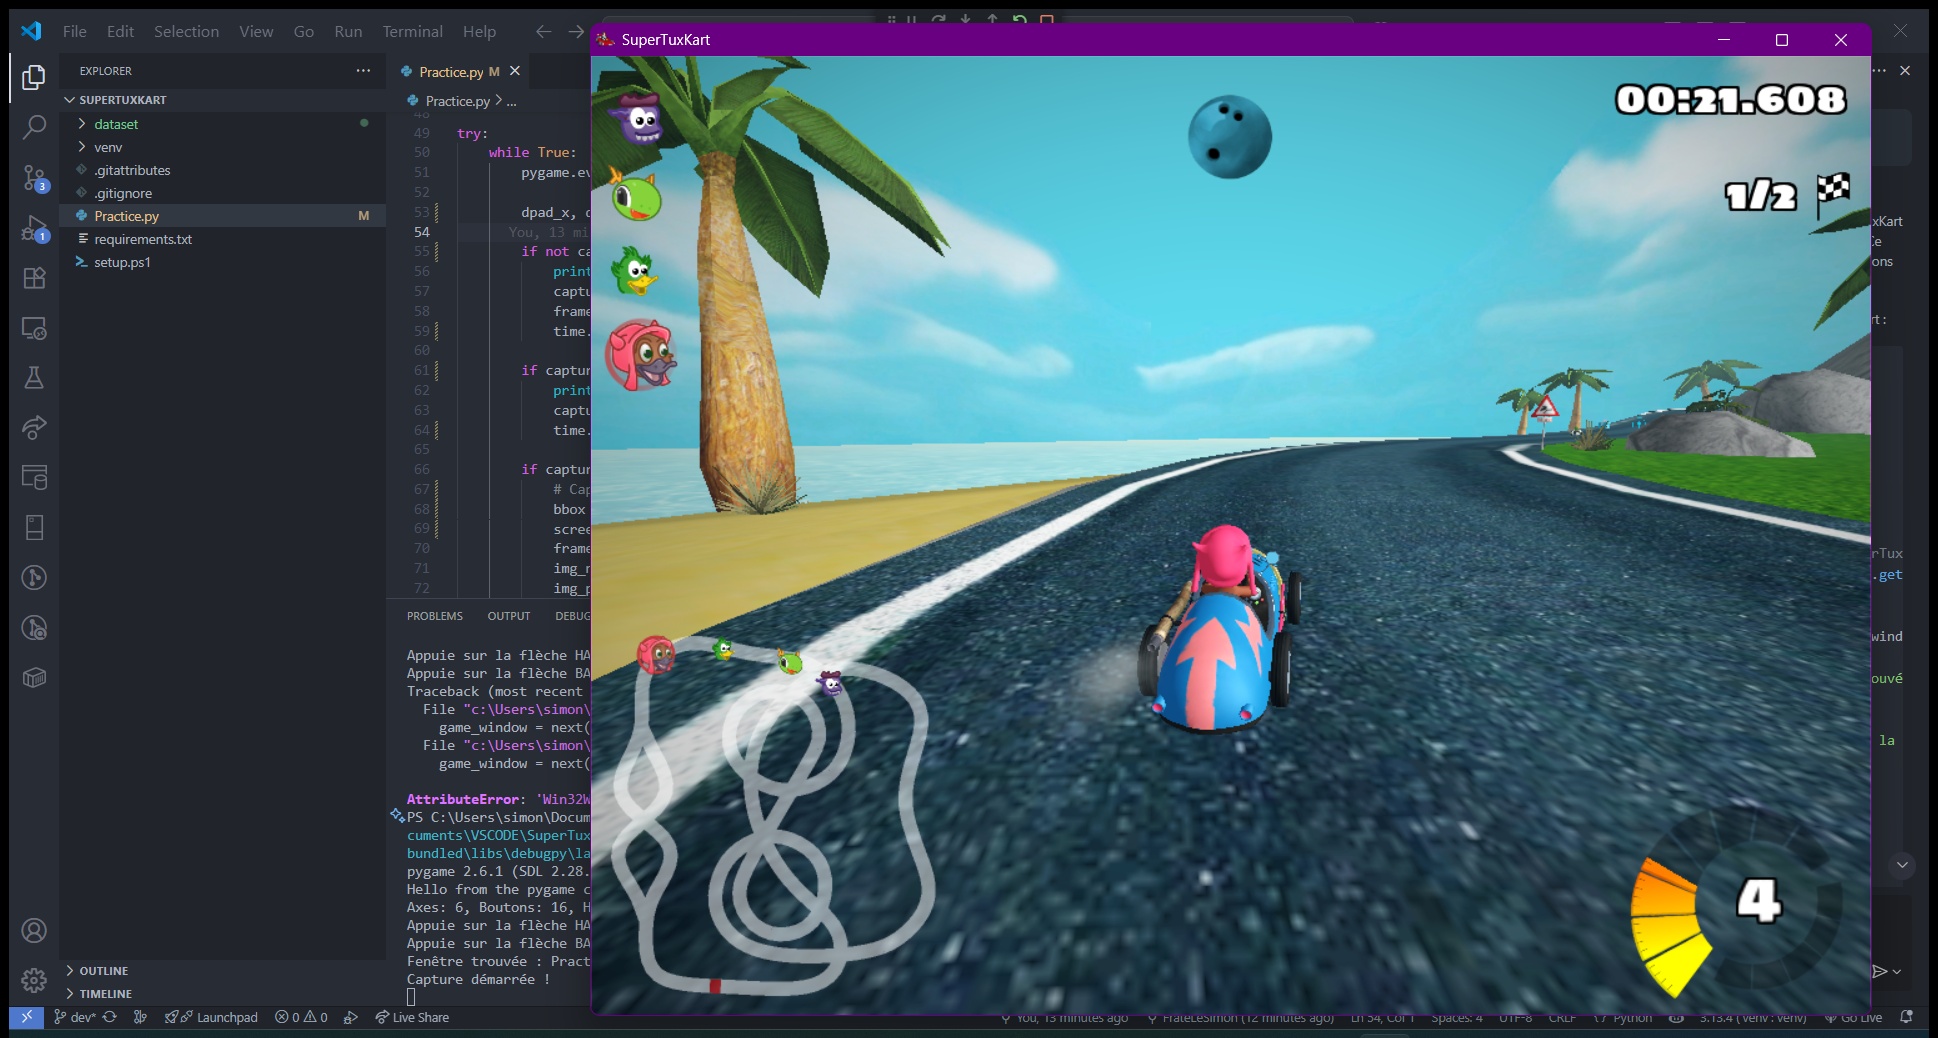 File Edit Selection View Go Run Terminal Help
SuperTuxKart
EXPLORER
SUPERTUXKART
dataset
venv
.gitattributes
.gitignore
Practice.py M
requirements.txt
setup.ps1
OUTLINE
TIMELINE
3
1
Practice.py M
Practice.py > ...
48
49 try:
50 while True:
51 pygame.ev
52
53 dpad_x, d
54 You, 13 mi
55 if not ca
56 print
57 captu
58 frame
59 time.
60
61 if captur
62 print
63 captu
64 time.
65
66 if captur
67 # Cap
68 bbox
69 scree
70 frame
71 img_r
72 img_p
PROBLEMS OUTPUT DEBUG
Appuie sur la flèche HA
Appuie sur la flèche BA
Traceback (most recent
File "c:\Users\simon\
game_window = next(
File "c:\Users\simon\
game_window = next(
AttributeError: 'Win32W
PS C:\Users\simon\Docum
cuments\VSCODE\SuperTux
bundled\libs\debugpy\la
pygame 2.6.1 (SDL 2.28.
Hello from the pygame c
Axes: 6, Boutons: 16, H
Appuie sur la flèche HA
Appuie sur la flèche BA
Fenêtre trouvée : Pract
Capture démarrée !
00:21.608
1/2
4
xKart
ons
rt:
rTux
.get
wind
ouvé
la
dev* Launchpad 0 0 Live Share You, 13 minutes ago FrateLeSimon (12 minutes ago) Ln 54, Col 1 Spaces: 4 UTF-8 CRLF Python 3.13.4 (venv: venv) Go Live